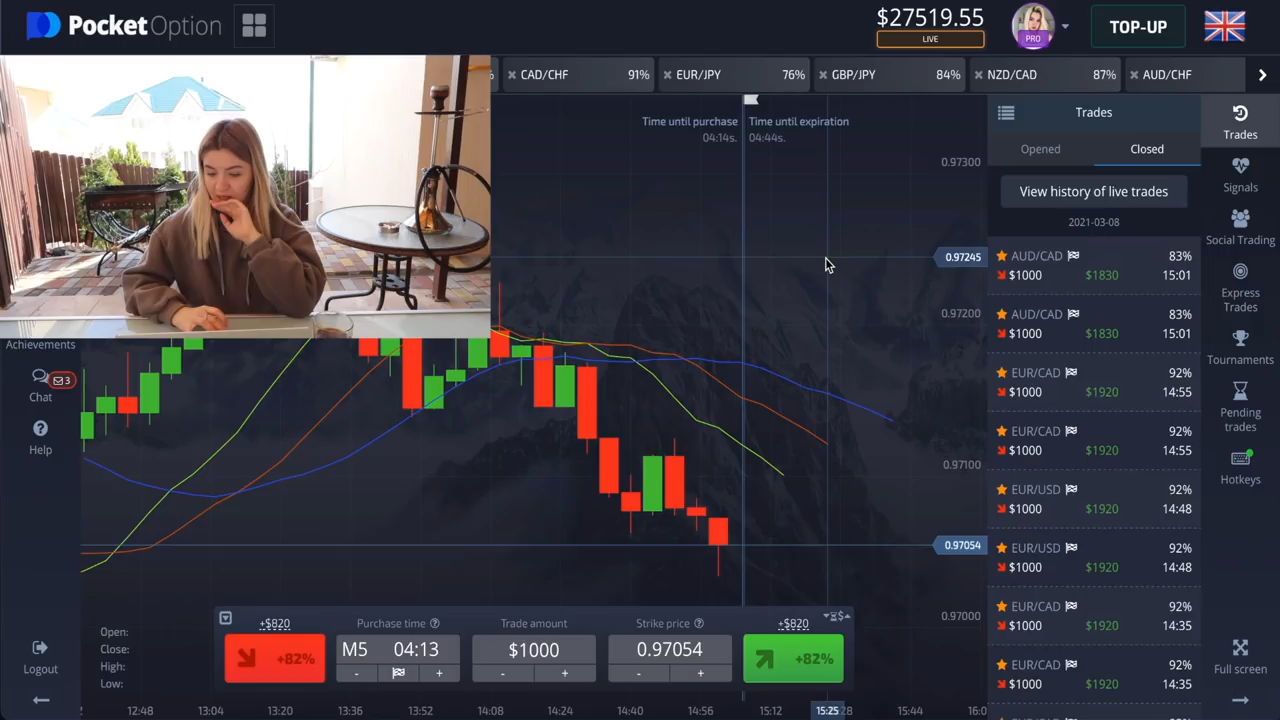 PocketOption
$27519.55
LIVE
PRO
TOP-UP
% CAD/CHF 91% EUR/JPY 76% GBP/JPY 84% NZD/CAD 87% AUD/CHF
Time until purchase
04:14s.
Time until expiration
04:44s.
0.97300
0.97245
0.97200
0.97100
0.97054
0.97000
Achievements
Chat 3
Help
Logout
Open:
Close:
High:
Low:
+$820
+82%
Purchase time ?
M5 04:13
- +
Trade amount
$1000
- +
Strike price ?
0.97054
- +
+$820
+82%
12:48 13:04 13:20 13:36 13:52 14:08 14:24 14:40 14:56 15:12 15:25 28 15:44 16:0
Trades
Opened Closed
View history of live trades
2021-03-08
AUD/CAD 83%
$1000 $1830 15:01
AUD/CAD 83%
$1000 $1830 15:01
EUR/CAD 92%
$1000 $1920 14:55
EUR/CAD 92%
$1000 $1920 14:55
EUR/USD 92%
$1000 $1920 14:48
EUR/USD 92%
$1000 $1920 14:48
EUR/CAD 92%
$1000 $1920 14:35
EUR/CAD 92%
$1000 $1920 14:35
Trades
Signals
Social Trading
Express
Trades
Tournaments
Pending
trades
Hotkeys
Full screen